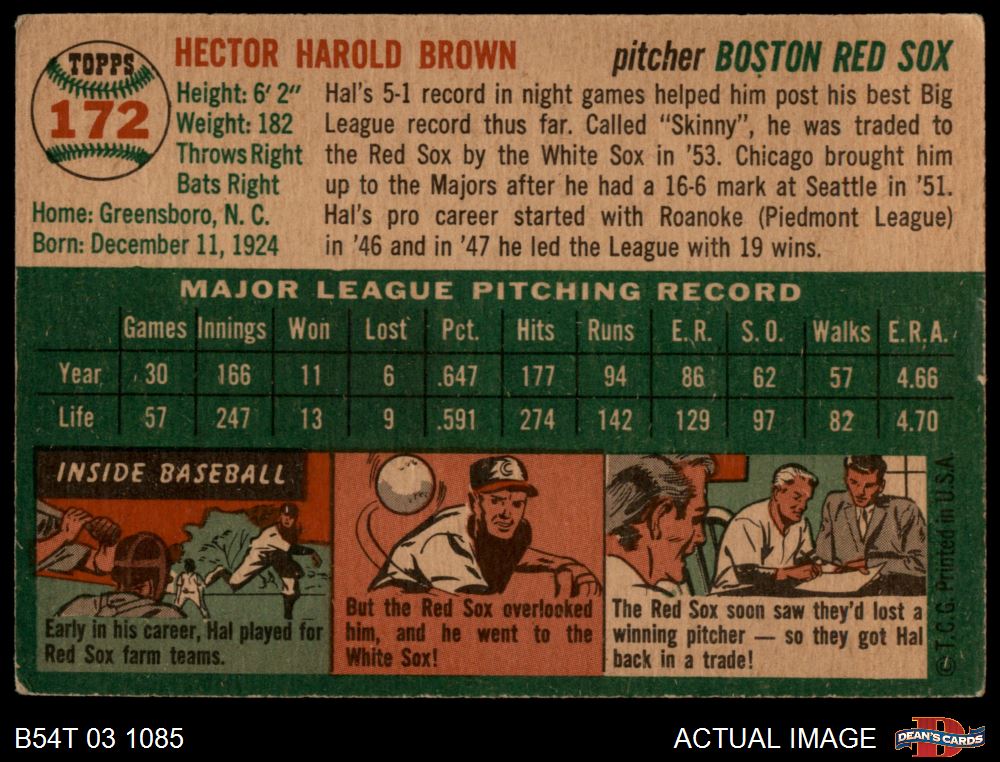 TOPPS
172
HECTOR HAROLD BROWN
pitcher BOSTON RED SOX
Height: 6' 2"
Weight: 182
Throws Right
Bats Right
Home: Greensboro, N. C.
Born: December 11, 1924
Hal's 5-1 record in night games helped him post his best Big
League record thus far. Called "Skinny", he was traded to
the Red Sox by the White Sox in '53. Chicago brought him
up to the Majors after he had a 16-6 mark at Seattle in '51.
Hal's pro career started with Roanoke (Piedmont League)
in '46 and in '47 he led the League with 19 wins.
MAJOR LEAGUE PITCHING RECORD
Games Innings Won Lost Pct. Hits Runs E.R. S.O. Walks E.R.A.
Year 30 166 11 6 .647 177 94 86 62 57 4.66
Life 57 247 13 9 .591 274 142 129 97 82 4.70
INSIDE BASEBALL
Early in his career, Hal played for
Red Sox farm teams.
C
But the Red Sox overlooked
him, and he went to the
White Sox!
The Red Sox soon saw they'd lost a
winning pitcher — so they got Hal
back in a trade!
© T. C. G. Printed in U.S.A.
B54T 03 1085
ACTUAL IMAGE
D
DEAN'S CARDS